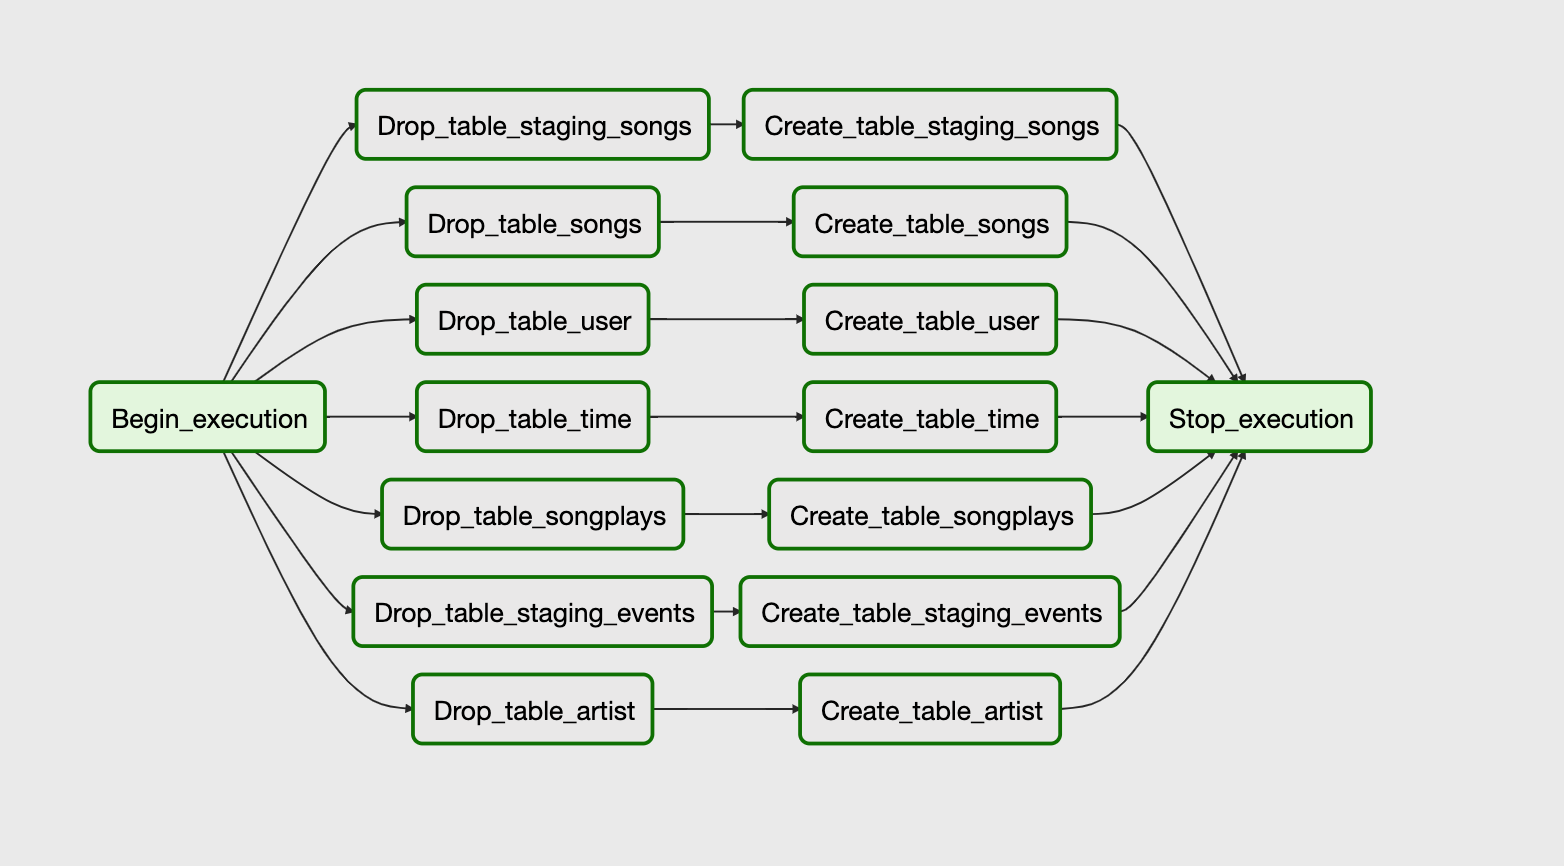 Drop_table_staging_songs
Create_table_staging_songs
Drop_table_songs
Create_table_songs
Drop_table_user
Create_table_user
Begin_execution
Drop_table_time
Create_table_time
Stop_execution
Drop_table_songplays
Create_table_songplays
Drop_table_staging_events
Create_table_staging_events
Drop_table_artist
Create_table_artist